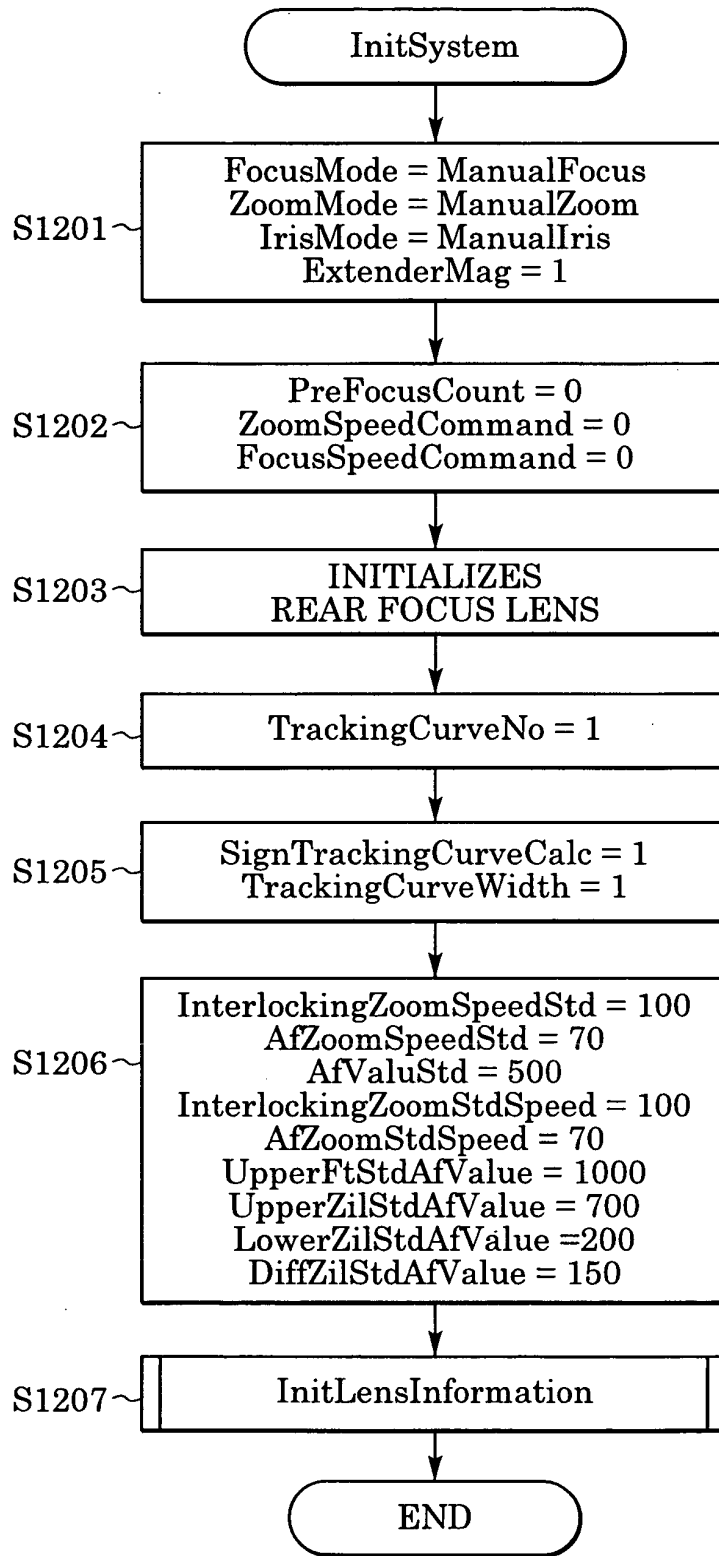 InitSystem
S1201
FocusMode = ManualFocus
ZoomMode = ManualZoom
IrisMode = ManualIris
ExtenderMag = 1
S1202
PreFocusCount = 0
ZoomSpeedCommand = 0
FocusSpeedCommand = 0
S1203
INITIALIZES
REAR FOCUS LENS
S1204
TrackingCurveNo = 1
S1205
SignTrackingCurveCalc = 1
TrackingCurveWidth = 1
S1206
InterlockingZoomSpeedStd = 100
AfZoomSpeedStd = 70
AfValuStd = 500
InterlockingZoomStdSpeed = 100
AfZoomStdSpeed = 70
UpperFtStdAfValue = 1000
UpperZilStdAfValue = 700
LowerZilStdAfValue =200
DiffZilStdAfValue = 150
S1207
InitLensInformation
END